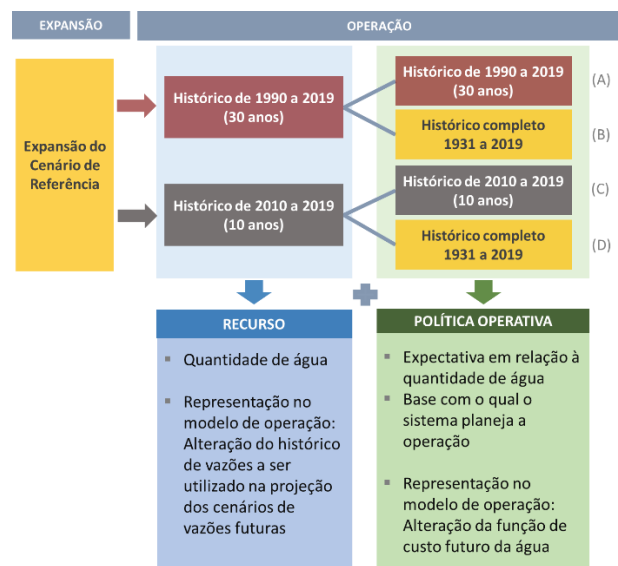 EXPANSÃO
OPERAÇÃO
Expansão do
Cenário de
Referência
Histórico de 1990 a 2019
(30 anos)
Histórico de 1990 a 2019
(30 anos)
(A)
Histórico completo
1931 a 2019
(B)
Histórico de 2010 a 2019
(10 anos)
Histórico de 2010 a 2019
(10 anos)
(C)
Histórico completo
1931 a 2019
(D)
RECURSO
▪ Quantidade de água
▪ Representação no
modelo de operação:
Alteração do histórico
de vazões a ser
utilizado na projeção
dos cenários de
vazões futuras
POLÍTICA OPERATIVA
▪ Expectativa em relação à
quantidade de água
▪ Base com o qual o
sistema planeja a
operação
▪ Representação no
modelo de operação:
Alteração da função de
custo futuro da água